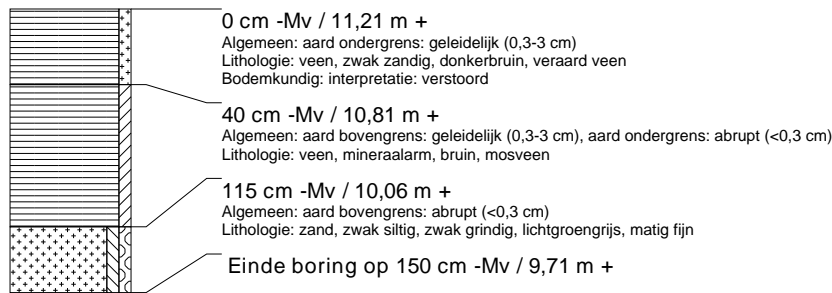 0 cm -Mv / 11,21 m +
Algemeen: aard ondergrens: geleidelijk (0,3-3 cm)
Lithologie: veen, zwak zandig, donkerbruin, veraard veen
Bodemkundig: interpretatie: verstoord
40 cm -Mv / 10,81 m +
Algemeen: aard bovengrens: geleidelijk (0,3-3 cm), aard ondergrens: abrupt (<0,3 cm)
Lithologie: veen, mineraalarm, bruin, mosveen
115 cm -Mv / 10,06 m +
Algemeen: aard bovengrens: abrupt (<0,3 cm)
Lithologie: zand, zwak siltig, zwak grindig, lichtgroengrijs, matig fijn
Einde boring op 150 cm -Mv / 9,71 m +